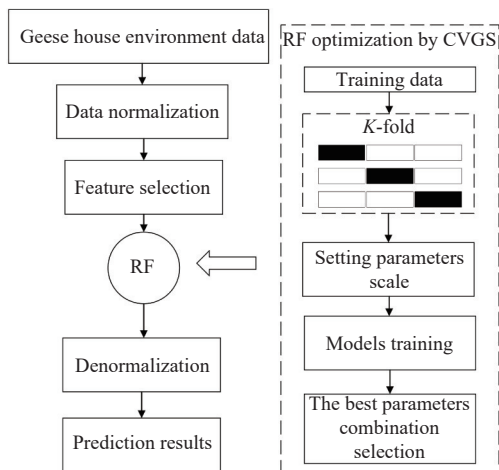 Geese house environment data
Data normalization
Feature selection
RF
Denormalization
Prediction results
RF optimization by CVGS
Training data
K-fold
Setting parameters
scale
Models training
The best parameters
combination
selection